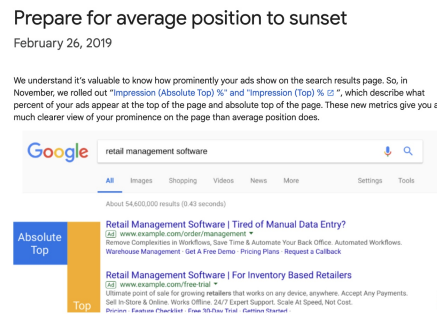 Prepare for average position to sunset
February 26, 2019
We understand it's valuable to know how prominently your ads show on the search results page. So, in
November, we rolled out "Impression (Absolute Top) %" and "Impression (Top) % ", which describe what
percent of your ads appear at the top of the page and absolute top of the page. These new metrics give you a
much clearer view of your prominence on the page than average position does.
Google
retail management software
All Images Shopping Videos News More Settings Tools
About 54,600,000 results (0.43 seconds)
Absolute
Top
Retail Management Software | Tired of Manual Data Entry?
Ad www.example.com/order/management
Remove Complexities in Workflows, Save Time & Automate Your Back Office. Automated Workflows.
Warehouse Management · Get A Free Demo · Pricing Plans · Request a Callback
Top
Retail Management Software | For Inventory Based Retailers
Ad www.example.com/free-trial
Ultimate point of sale for growing retailers that works on any device, anywhere. Accept Any Payments.
Sell In-Store & Online. Works Offline. 24/7 Expert Support. Scale At Speed, Not Cost.
Pricing · Feature Checklist · Free 30-Day Trial · Getting Started